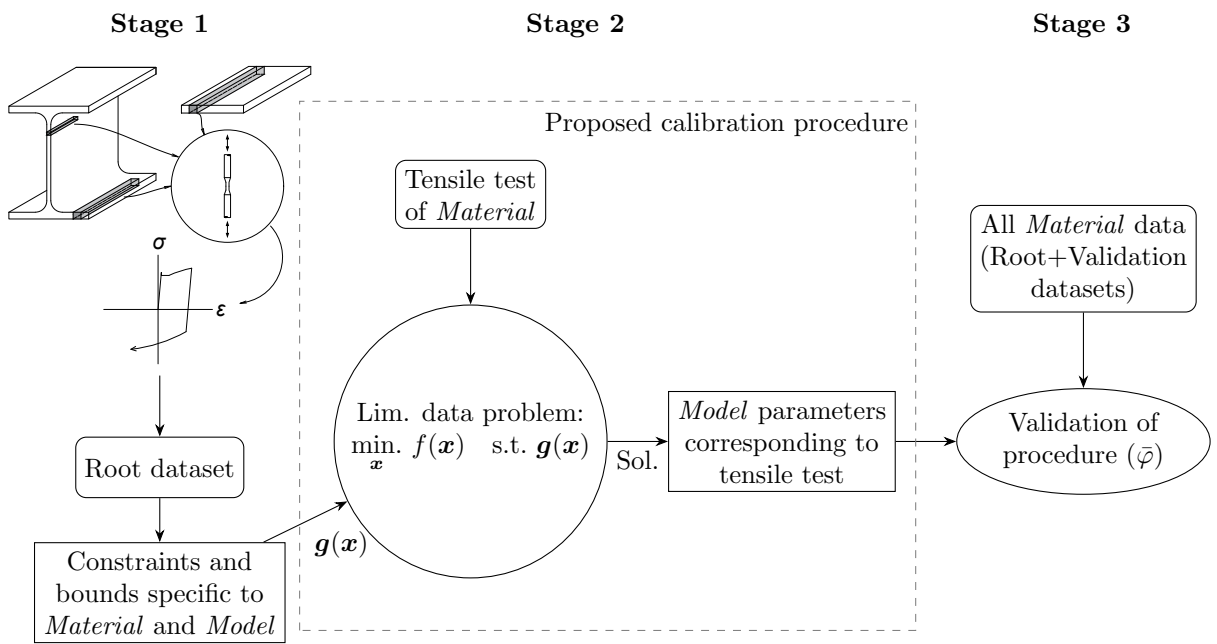 Stage 1
Stage 2
Stage 3
Proposed calibration procedure
Tensile test
of Material
All Material data
(Root+Validation
datasets)
σ
ε
Lim. data problem:
min. f(x) s.t. g(x)
x
Sol.
Model parameters
corresponding to
tensile test
Validation of
procedure (φ̄)
Root dataset
g(x)
Constraints and
bounds specific to
Material and Model